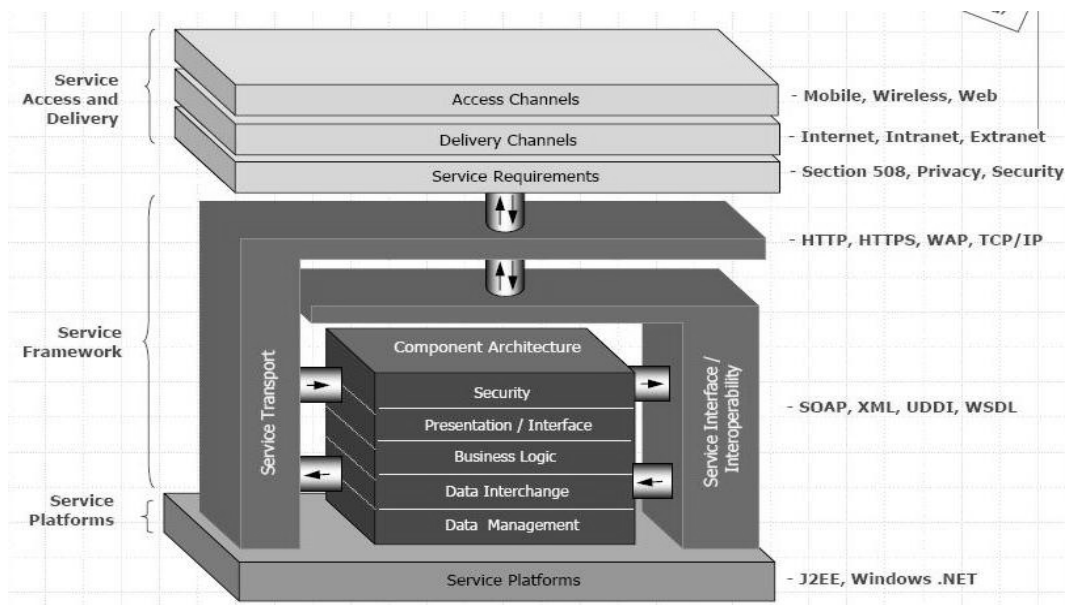 Service
Access and
Delivery
Access Channels
- Mobile, Wireless, Web
Delivery Channels
- Internet, Intranet, Extranet
Service Requirements
- Section 508, Privacy, Security
- HTTP, HTTPS, WAP, TCP/IP
Service
Framework
Service Transport
Component Architecture
Security
Presentation / Interface
Business Logic
Data Interchange
Data Management
Service Interface /
Interoperability
- SOAP, XML, UDDI, WSDL
Service
Platforms
Service Platforms
- J2EE, Windows .NET